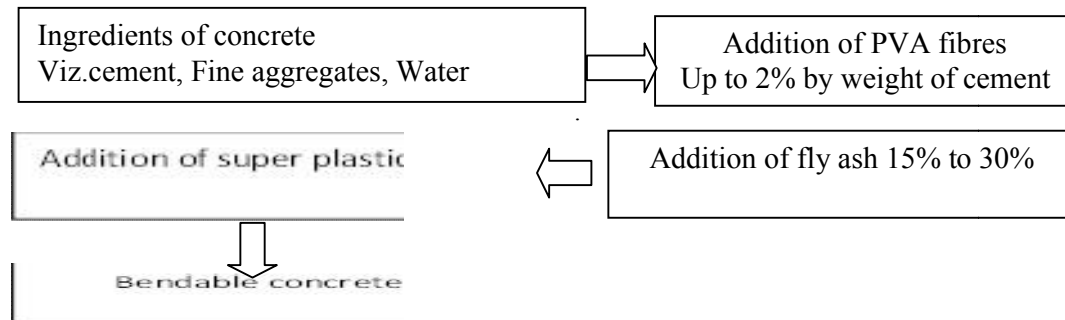 Ingredients of concrete
Viz.cement, Fine aggregates, Water
Addition of PVA fibres
Up to 2% by weight of cement
Addition of fly ash 15% to 30%
Addition of super plastic
Bendable concrete